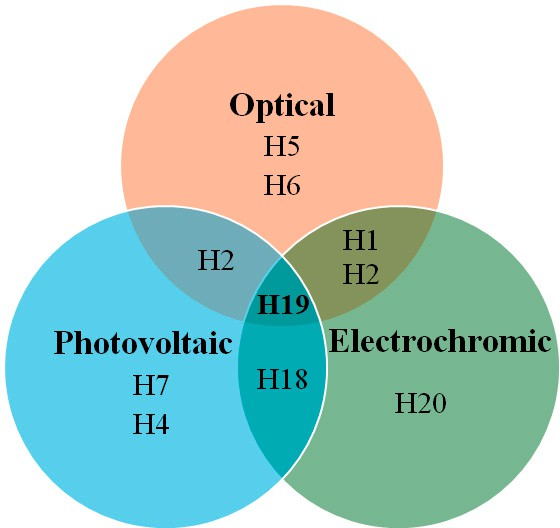 Optical
H5
H6
H2
H1
H2
H19
Photovoltaic
H7
H4
H18
Electrochromic
H20